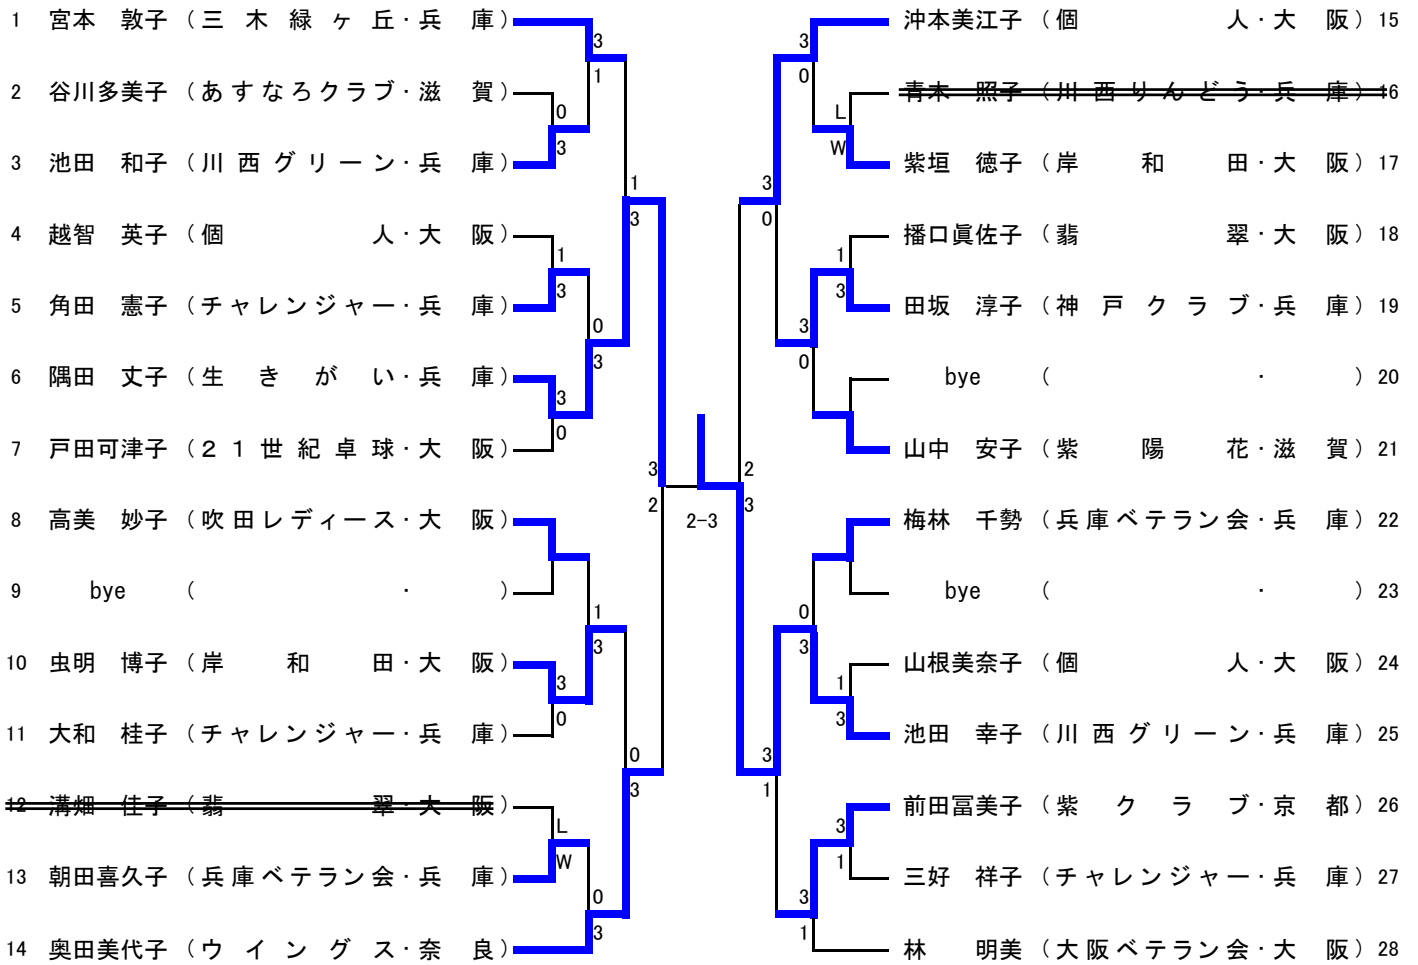 1 宮本 敦子 (三木緑ヶ丘・兵庫)
2 谷川多美子 (あすなろクラブ・滋賀)
3 池田 和子 (川西グリーン・兵庫)
4 越智 英子 (個人・大阪)
5 角田 憲子 (チャレンジャー・兵庫)
6 隅田 丈子 (生きがい・兵庫)
7 戸田可津子 (21世紀卓球・大阪)
8 高美 妙子 (吹田レディース・大阪)
9 bye ( ・ )
10 虫明 博子 (岸和田・大阪)
11 大和 桂子 (チャレンジャー・兵庫)
12 溝畑 佳子 (翡翠・大阪)
13 朝田喜久子 (兵庫ベテラン会・兵庫)
14 奥田美代子 (ウイングス・奈良)
3
1
0
3
1
3
1
3
0
3
3
0
3
2
1
3
3
0
0
3
L
W
0
3
2-3
沖本美江子 (個人・大阪) 15
青木 照子 (川西りんどう・兵庫) 16
紫垣 徳子 (岸和田・大阪) 17
播口眞佐子 (翡翠・大阪) 18
田坂 淳子 (神戸クラブ・兵庫) 19
bye ( ・ ) 20
山中 安子 (紫陽花・滋賀) 21
梅林 千勢 (兵庫ベテラン会・兵庫) 22
bye ( ・ ) 23
山根美奈子 (個人・大阪) 24
池田 幸子 (川西グリーン・兵庫) 25
前田冨美子 (紫クラブ・京都) 26
三好 祥子 (チャレンジャー・兵庫) 27
林 明美 (大阪ベテラン会・大阪) 28
3
0
L
W
3
0
1
3
3
0
2
3
0
3
1
3
3
1
3
1
3
1